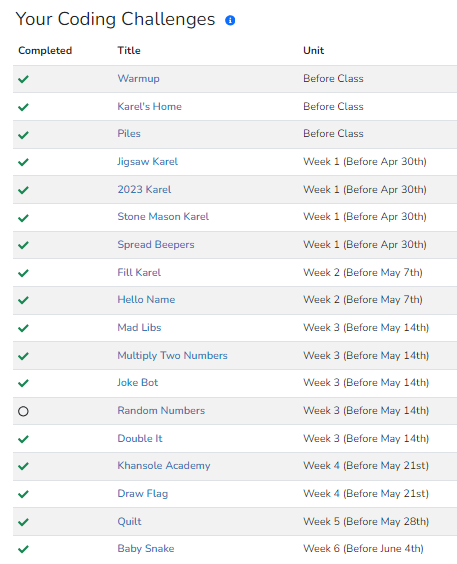 Your Coding Challenges
Completed Title Unit
Warmup Before Class
Karel's Home Before Class
Piles Before Class
Jigsaw Karel Week 1 (Before Apr 30th)
2023 Karel Week 1 (Before Apr 30th)
Stone Mason Karel Week 1 (Before Apr 30th)
Spread Beepers Week 1 (Before Apr 30th)
Fill Karel Week 2 (Before May 7th)
Hello Name Week 2 (Before May 7th)
Mad Libs Week 3 (Before May 14th)
Multiply Two Numbers Week 3 (Before May 14th)
Joke Bot Week 3 (Before May 14th)
Random Numbers Week 3 (Before May 14th)
Double It Week 3 (Before May 14th)
Khansole Academy Week 4 (Before May 21st)
Draw Flag Week 4 (Before May 21st)
Quilt Week 5 (Before May 28th)
Baby Snake Week 6 (Before June 4th)